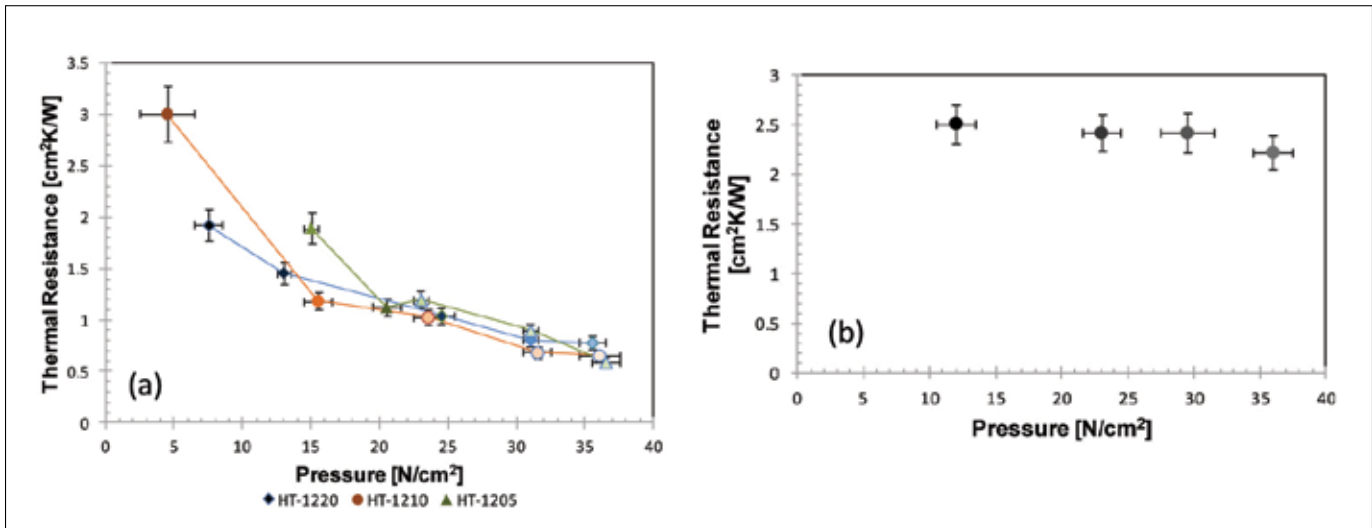 3.5
3
2.5
2
1.5
1
0.5
0
Thermal Resistance [cm²K/W]
(a)
0 5 10 15 20 25 30 35 40
Pressure [N/cm²]
HT-1220 HT-1210 HT-1205
3
2.5
2
1.5
1
0.5
0
Thermal Resistance
[cm²K/W]
(b)
0 5 10 15 20 25 30 35 40
Pressure [N/cm²]